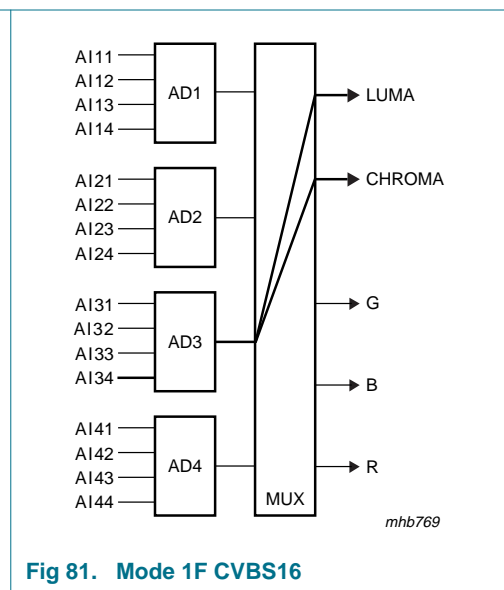 AI11
AI12
AI13
AI14
AD1
AI21
AI22
AI23
AI24
AD2
AI31
AI32
AI33
AI34
AD3
AI41
AI42
AI43
AI44
AD4
MUX
LUMA
CHROMA
G
B
R
mhb769
Fig 81. Mode 1F CVBS16